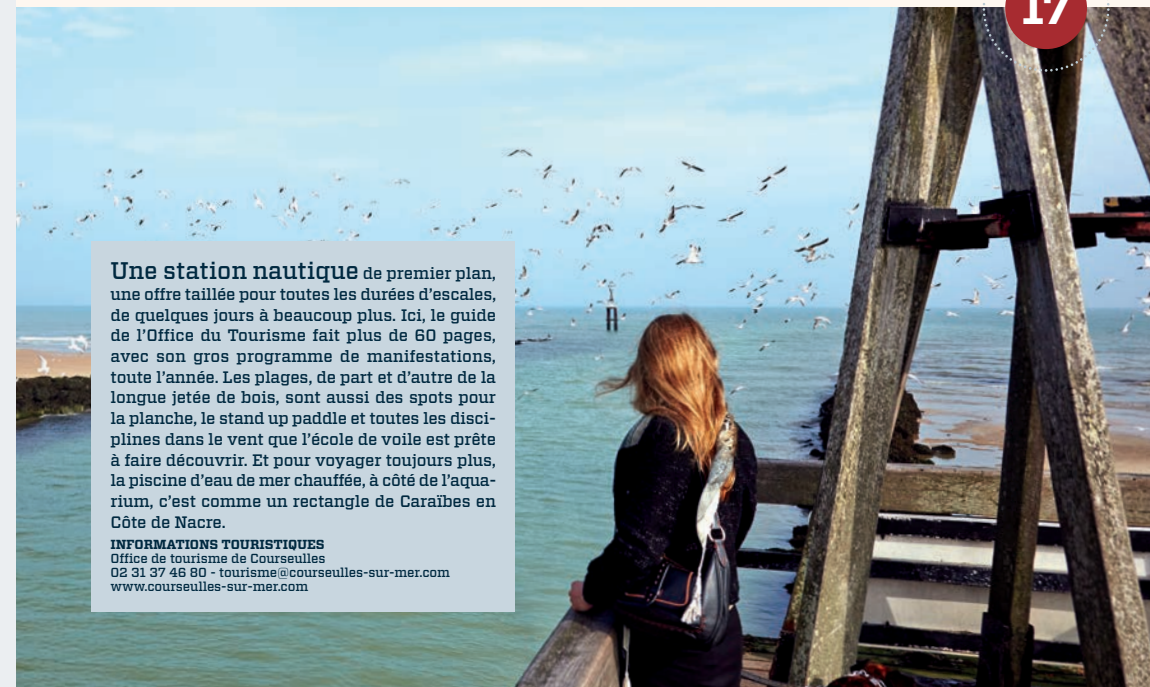 17
Une station nautique de premier plan,
une offre taillée pour toutes les durées d'escales,
de quelques jours à beaucoup plus. Ici, le guide
de l'Office du Tourisme fait plus de 60 pages,
avec son gros programme de manifestations,
toute l'année. Les plages, de part et d'autre de la
longue jetée de bois, sont aussi des spots pour
la planche, le stand up paddle et toutes les disci-
plines dans le vent que l'école de voile est prête
à faire découvrir. Et pour voyager toujours plus,
la piscine d'eau de mer chauffée, à côté de l'aqua-
rium, c'est comme un rectangle de Caraïbes en
Côte de Nacre.
INFORMATIONS TOURISTIQUES
Office de tourisme de Courseulles
02 31 37 46 80 - tourisme@courseulles-sur-mer.com
www.courseulles-sur-mer.com